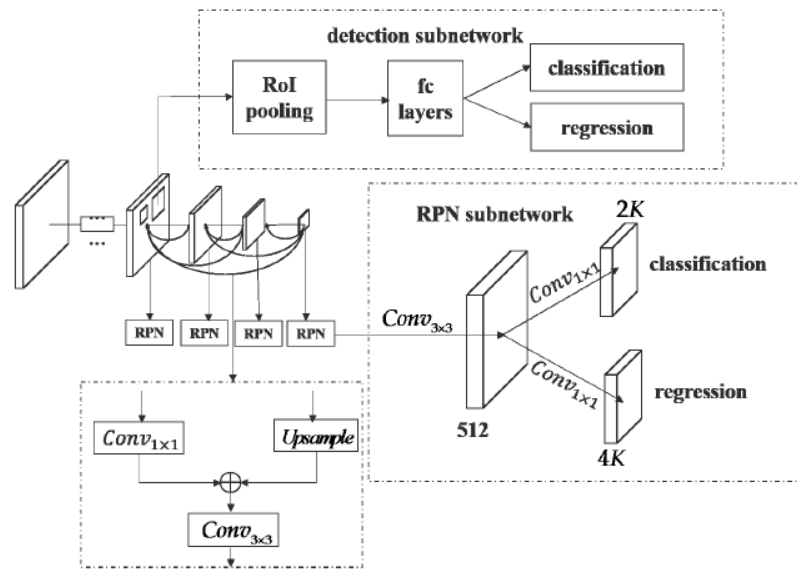 detection subnetwork
RoI
pooling
fc
layers
classification
regression
...
...
RPN subnetwork
2K
classification
Conv1×1
Conv3×3
Conv1×1
regression
512
4K
RPN
RPN
RPN
RPN
Conv1×1
Upsample
Conv3×3